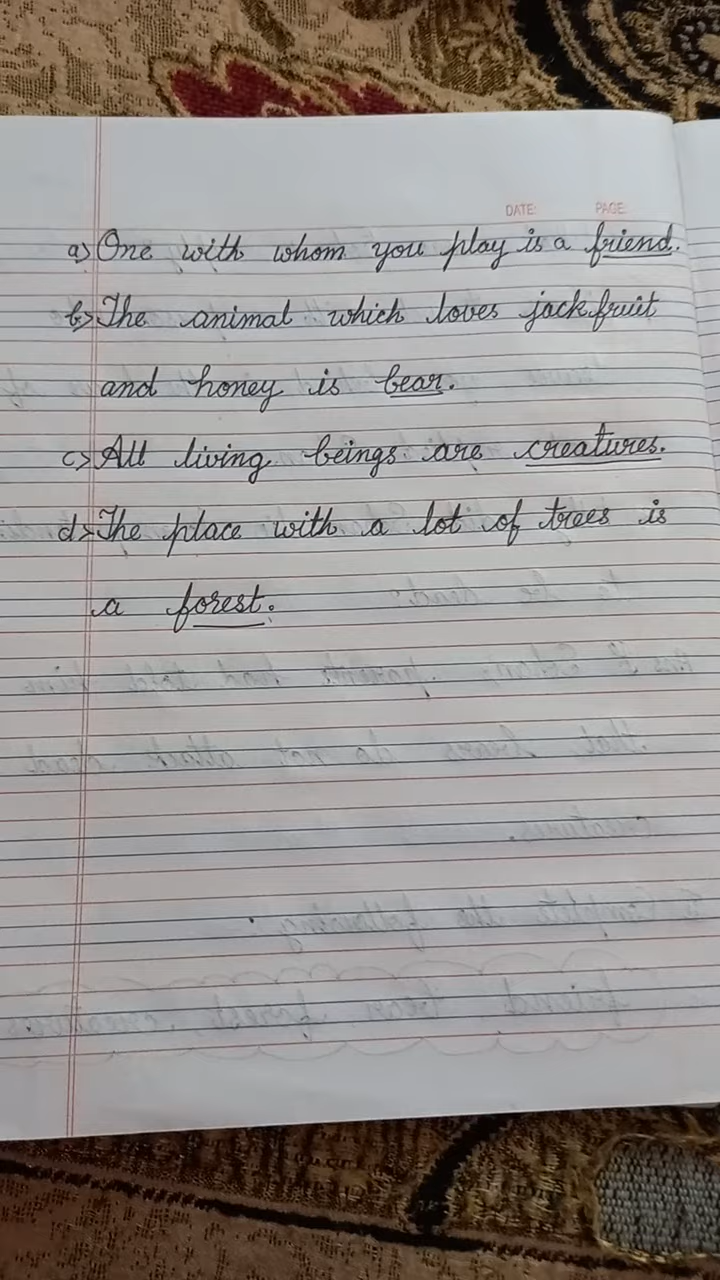 DATE: PAGE:
a) One with whom you play is a friend.
b) The animal which loves jackfruit
and honey is bear.
c) All living beings are creatures.
d) The place with a lot of trees is
a forest.